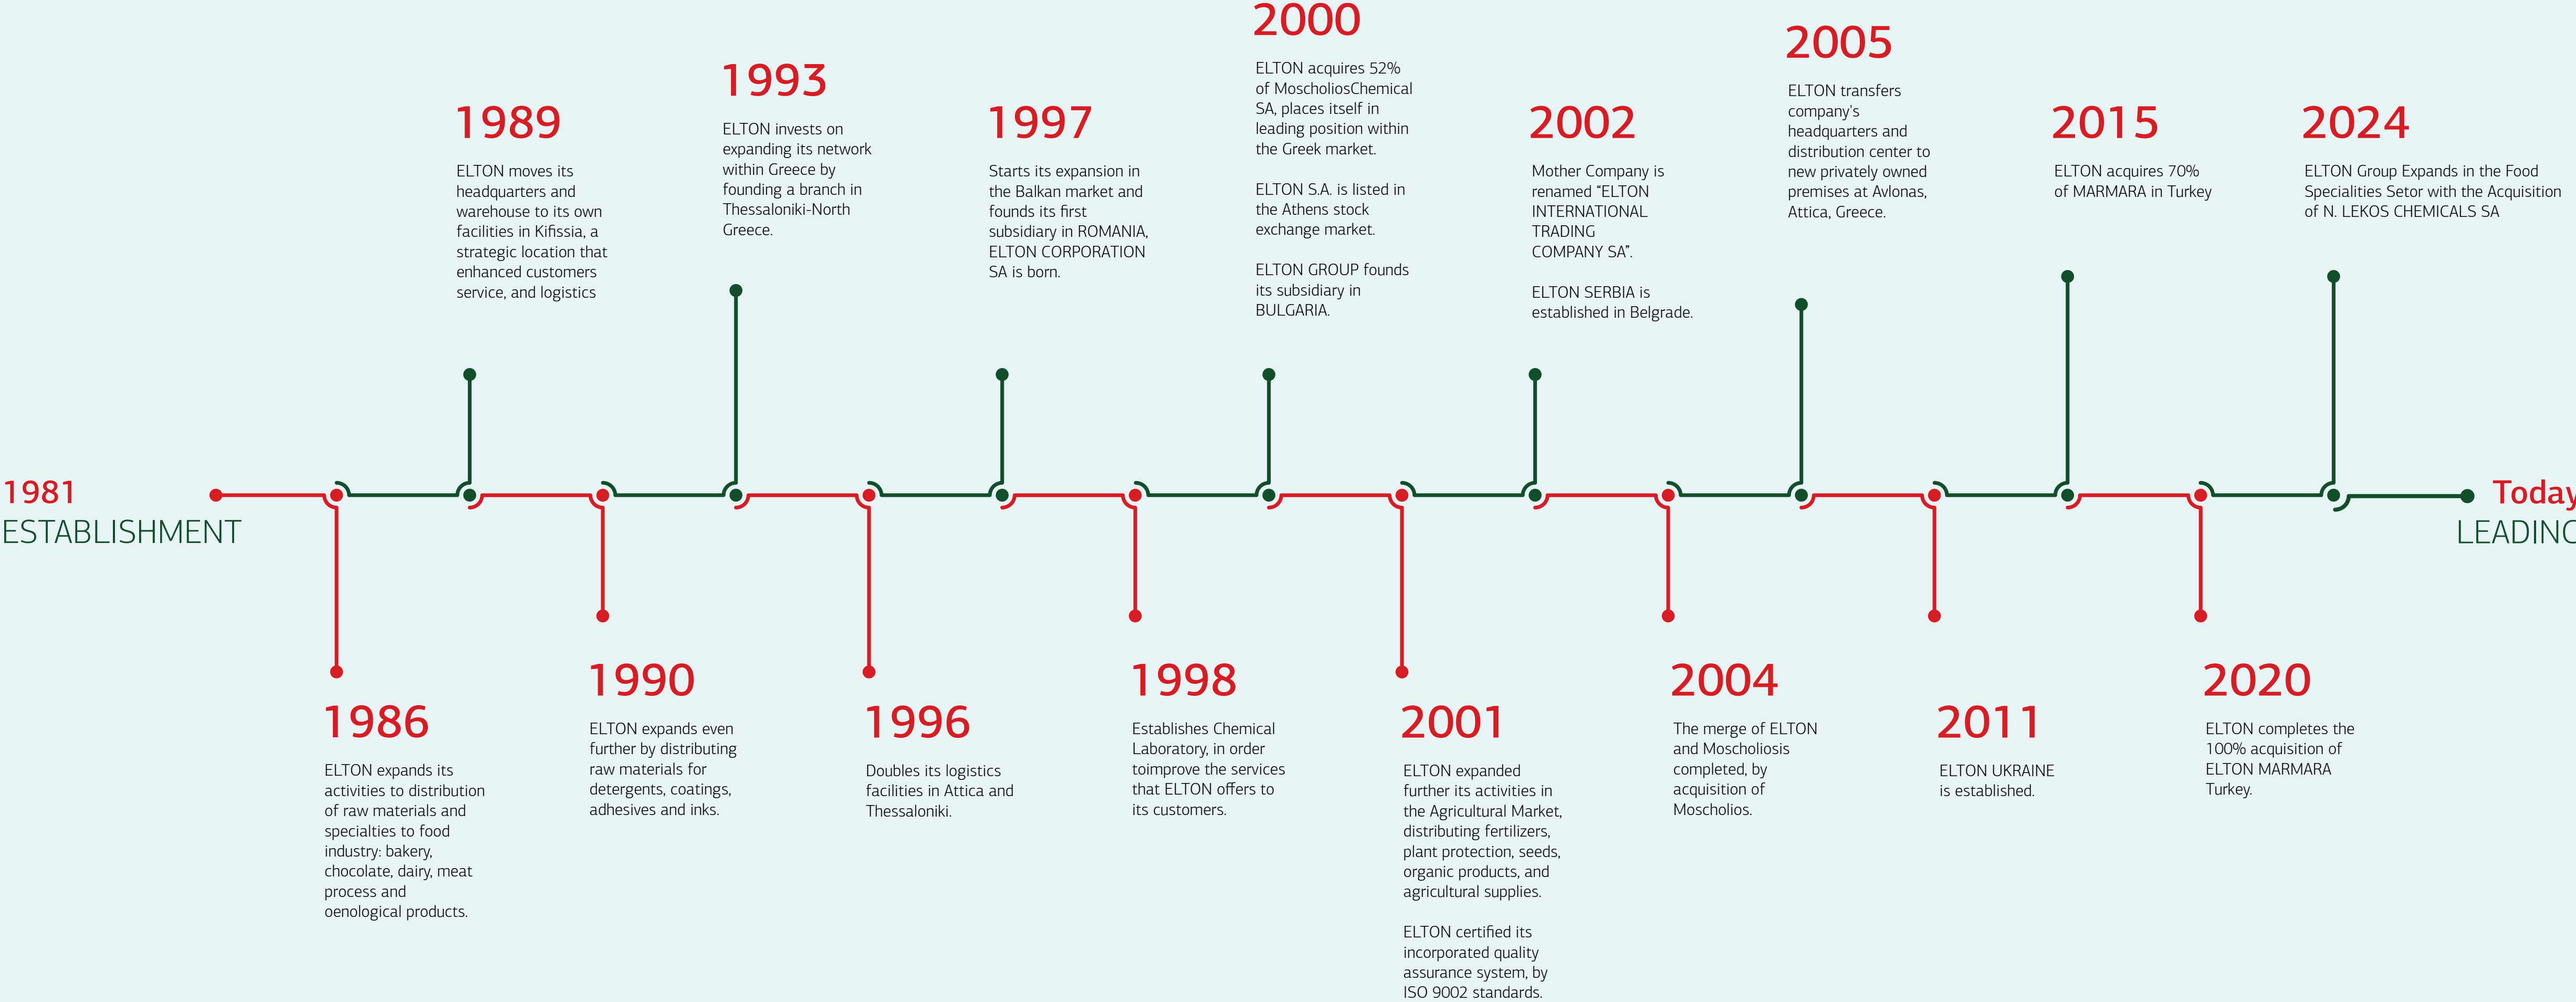 1981
ESTABLISHMENT
1986
ELTON expands its
activities to distribution
of raw materials and
specialties to food
industry: bakery,
chocolate, dairy, meat
process and
oenological products.
1989
ELTON moves its
headquarters and
warehouse to its own
facilities in Kifissia, a
strategic location that
enhanced customers
service, and logistics
1990
ELTON expands even
further by distributing
raw materials for
detergents, coatings,
adhesives and inks.
1993
ELTON invests on
expanding its network
within Greece by
founding a branch in
Thessaloniki-North
Greece.
1996
Doubles its logistics
facilities in Attica and
Thessaloniki.
1997
Starts its expansion in
the Balkan market and
founds its first
subsidiary in ROMANIA,
ELTON CORPORATION
SA is born.
1998
Establishes Chemical
Laboratory, in order
toimprove the services
that ELTON offers to
its customers.
2000
ELTON acquires 52%
of MoscholiosChemical
SA, places itself in
leading position within
the Greek market.
ELTON S.A. is listed in
the Athens stock
exchange market.
ELTON GROUP founds
its subsidiary in
BULGARIA.
2001
ELTON expanded
further its activities in
the Agricultural Market,
distributing fertilizers,
plant protection, seeds,
organic products, and
agricultural supplies.
ELTON certified its
incorporated quality
assurance system, by
ISO 9002 standards.
2002
Mother Company is
renamed “ELTON
INTERNATIONAL
TRADING
COMPANY SA”.
ELTON SERBIA is
established in Belgrade.
2004
The merge of ELTON
and Moscholiosis
completed, by
acquisition of
Moscholios.
2005
ELTON transfers
company's
headquarters and
distribution center to
new privately owned
premises at Avlonas,
Attica, Greece.
2011
ELTON UKRAINE
is established.
2015
ELTON acquires 70%
of MARMARA in Turkey
2020
ELTON completes the
100% acquisition of
ELTON MARMARA
Turkey.
2024
ELTON Group Expands in the Food
Specialities Setor with the Acquisition
of N. LEKOS CHEMICALS SA
Today
LEADING